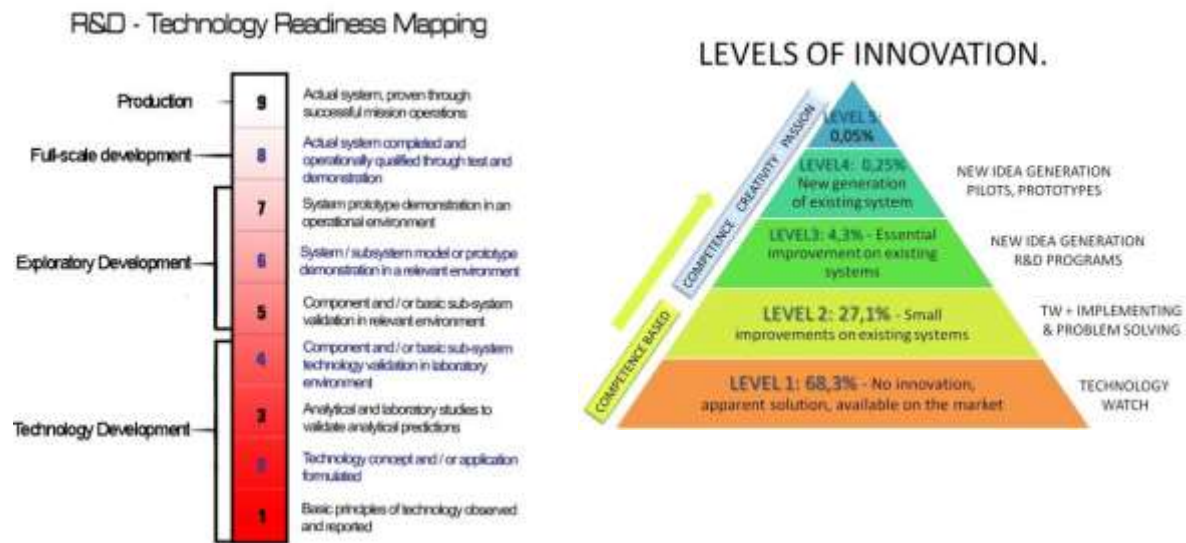 R&D - Technology Readiness Mapping
Production
9
Actual system, proven through
successful mission operations
Full-scale development
8
Actual system completed and
operationally qualified through test and
demonstration
7
System prototype demonstration in an
operational environment
Exploratory Development
6
System / subsystem model or prototype
demonstration in a relevant environment
5
Component and / or basic sub-system
validation in relevant environment
4
Component and / or basic sub-system
technology validation in laboratory
environment
3
Analytical and laboratory studies to
validate analytical predictions
Technology Development
2
Technology concept and / or application
formulated
1
Basic principles of technology observed
and reported
LEVELS OF INNOVATION.
LEVEL 5:
0,05%
LEVEL4: 0,25%
New generation
of existing system
NEW IDEA GENERATION
PILOTS, PROTOTYPES
LEVEL3: 4,3% - Essential
improvement on existing
systems
NEW IDEA GENERATION
R&D PROGRAMS
LEVEL 2: 27,1% - Small
improvements on existing systems
TW + IMPLEMENTING
& PROBLEM SOLVING
LEVEL 1: 68,3% - No innovation,
apparent solution, available on the market
TECHNOLOGY
WATCH
COMPETENCE BASED
COMPETENCE CREATIVITY PASSION